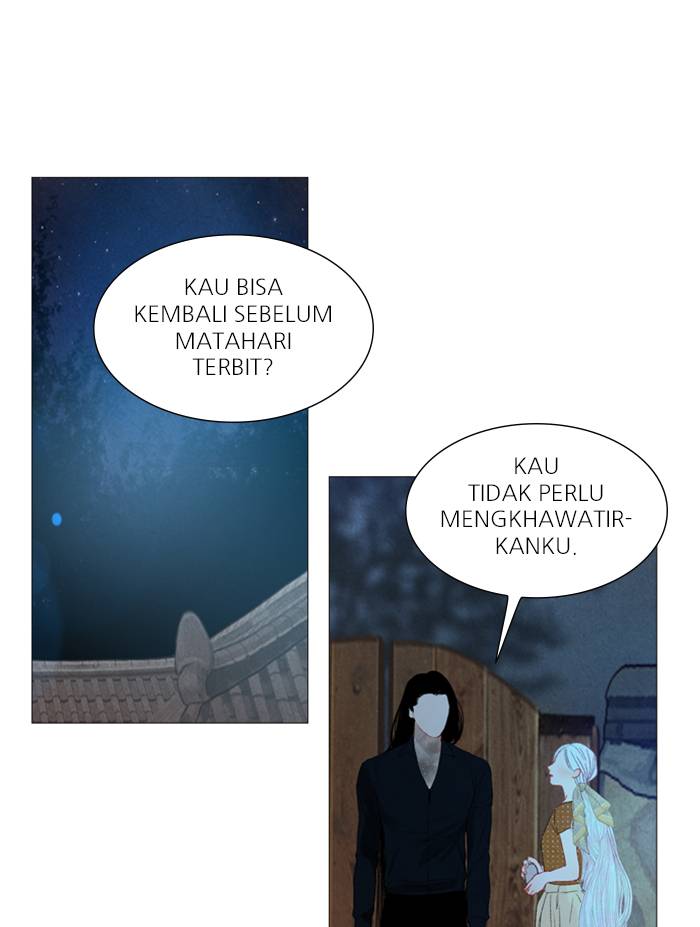 KAU BISA
KEMBALI SEBELUM
MATAHARI
TERBIT?
KAU
TIDAK PERLU
MENGKHAWATIR-
KANKU.